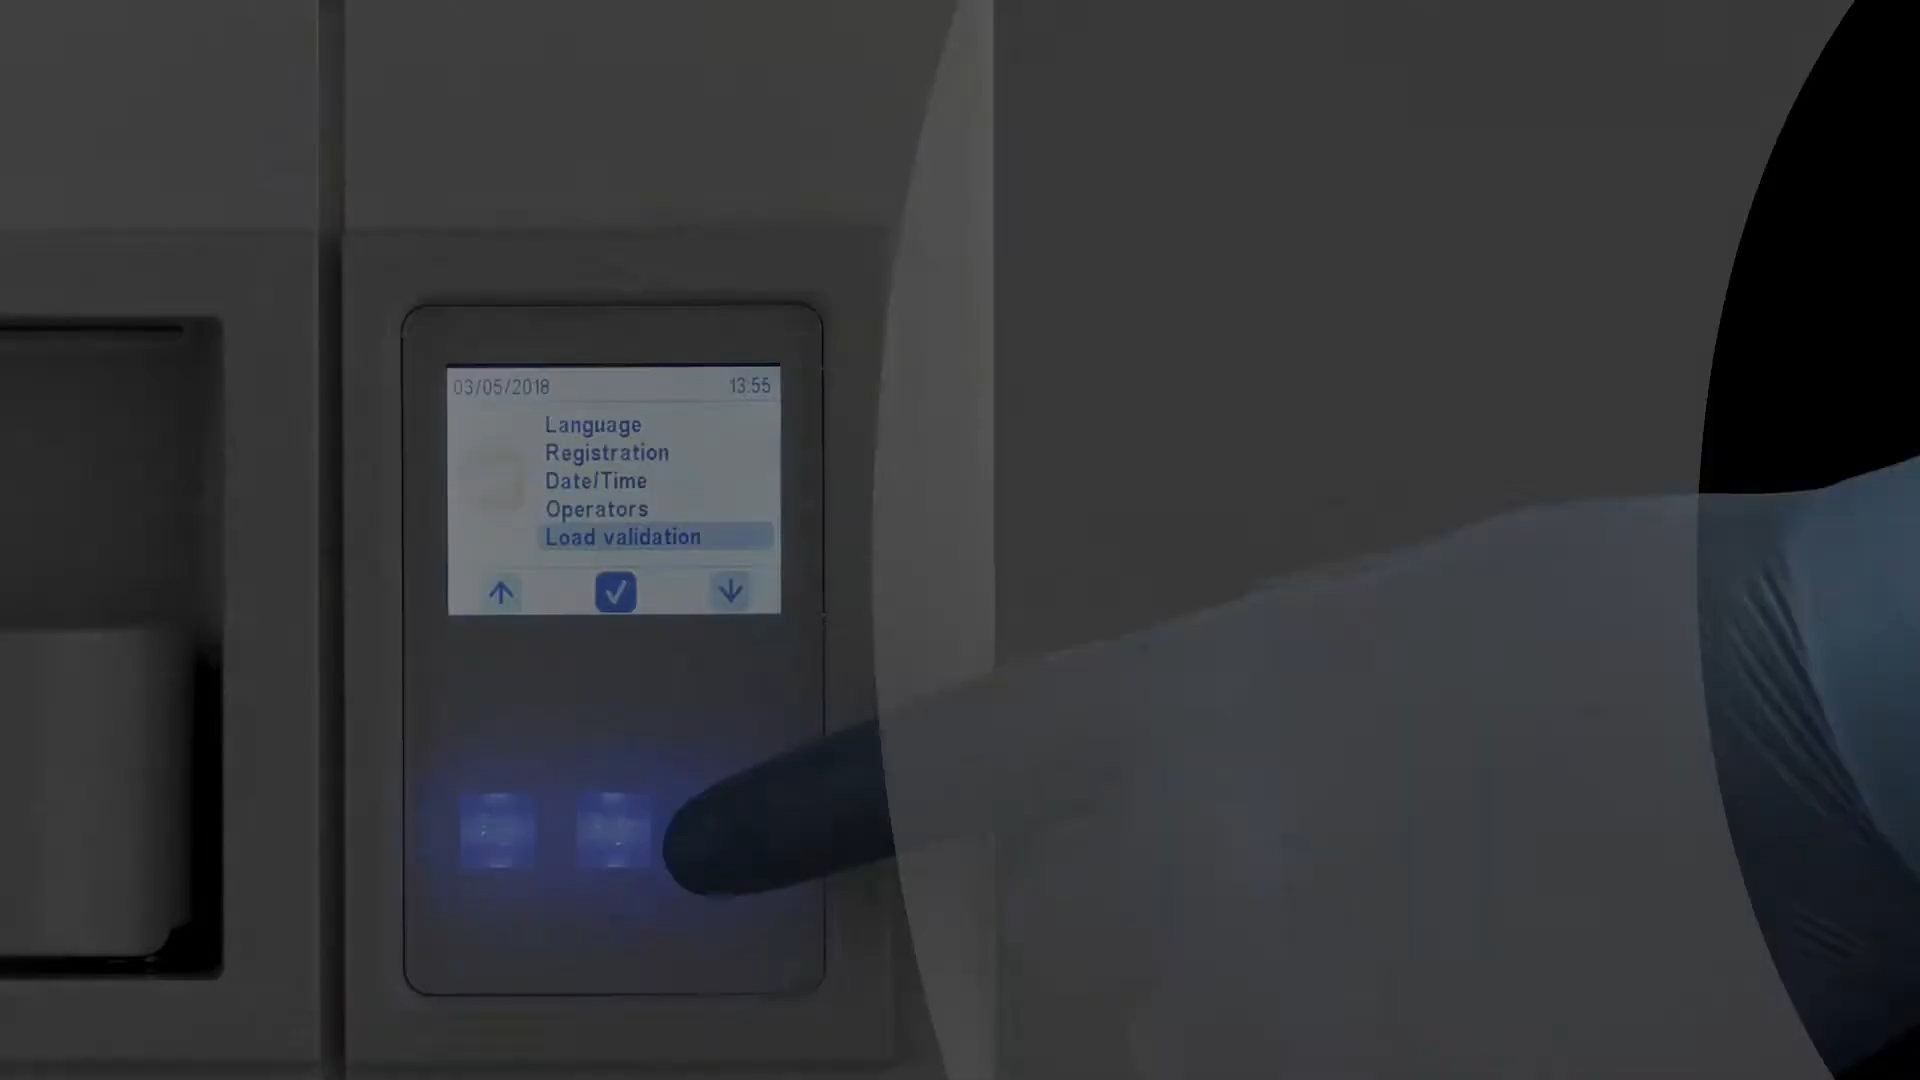 03/05/2018 13:55
Language
Registration
Date/Time
Operators
Load validation